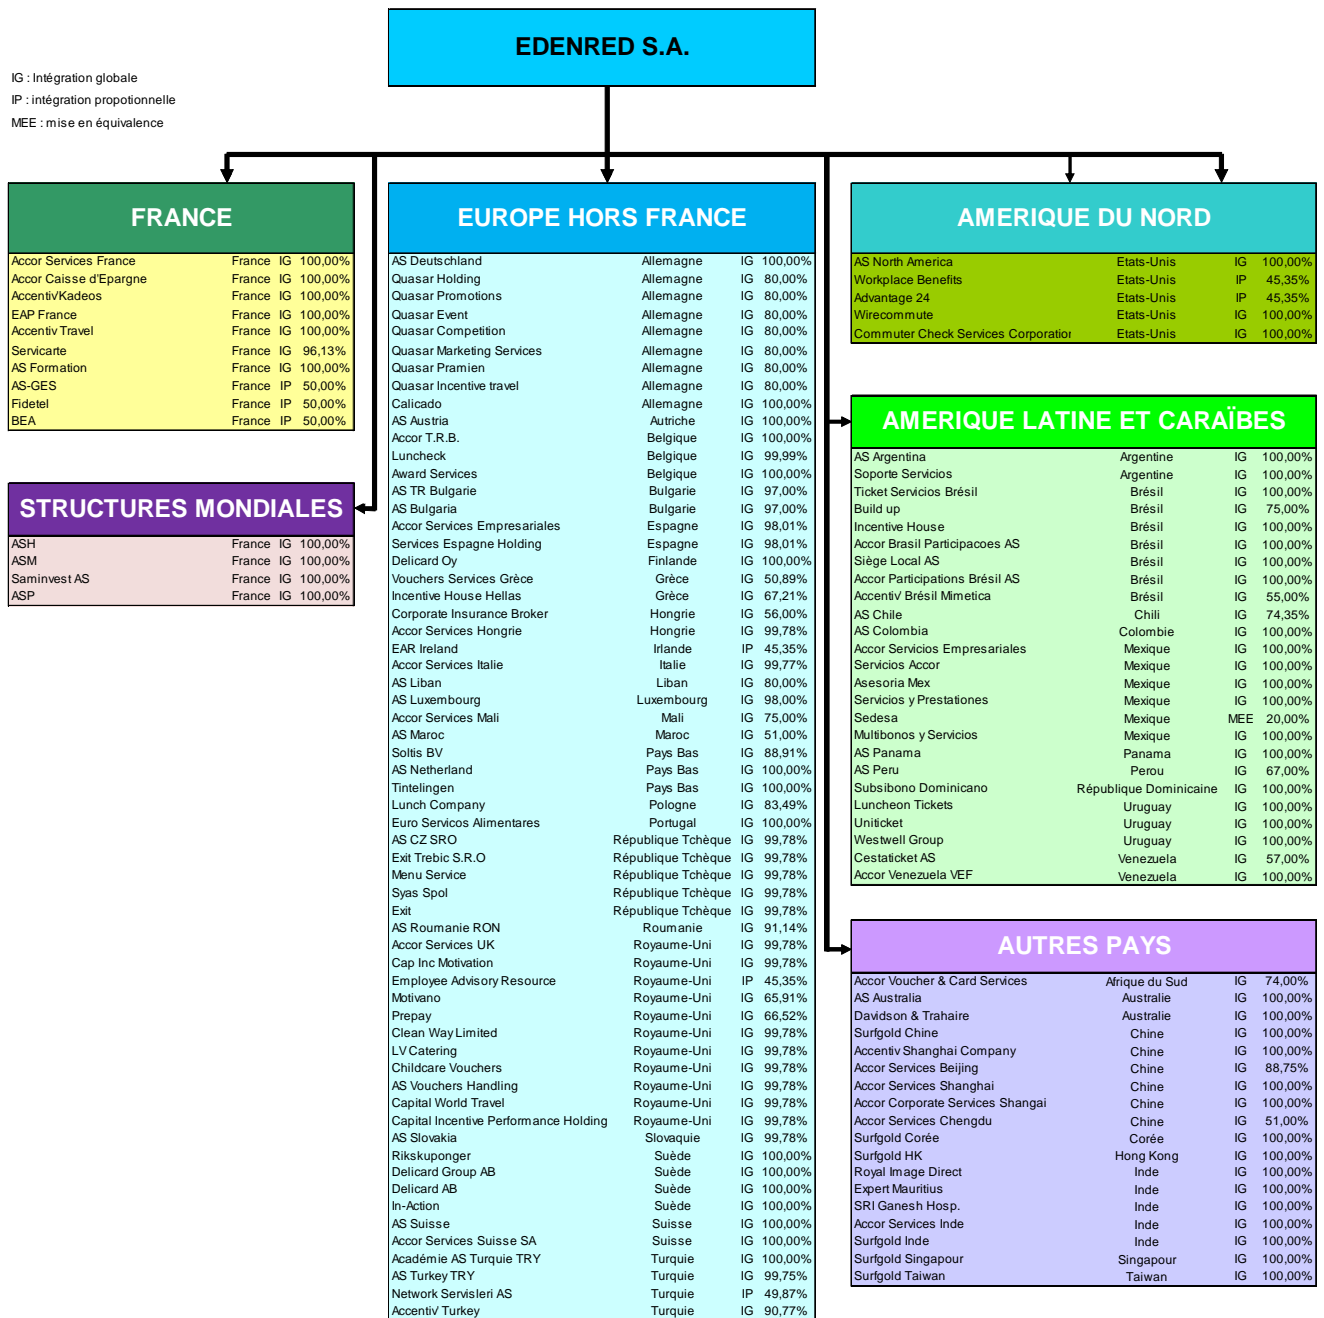 EDENRED S.A.
IG : Intégration globale
IP : intégration propotionnelle
MEE : mise en équivalence
FRANCE
Accor Services France France IG 100,00%
Accor Caisse d'Epargne France IG 100,00%
Accentiv/Kadeos France IG 100,00%
EAP France France IG 100,00%
Accentiv Travel France IG 100,00%
Servicarte France IG 96,13%
AS Formation France IG 100,00%
AS-GES France IP 50,00%
Fidetel France IP 50,00%
BEA France IP 50,00%
STRUCTURES MONDIALES
ASH France IG 100,00%
ASM France IG 100,00%
Saminvest AS France IG 100,00%
ASP France IG 100,00%
EUROPE HORS FRANCE
AS Deutschland Allemagne IG 100,00%
Quasar Holding Allemagne IG 80,00%
Quasar Promotions Allemagne IG 80,00%
Quasar Event Allemagne IG 80,00%
Quasar Competition Allemagne IG 80,00%
Quasar Marketing Services Allemagne IG 80,00%
Quasar Pramien Allemagne IG 80,00%
Quasar Incentive travel Allemagne IG 80,00%
Calicado Allemagne IG 100,00%
AS Austria Autriche IG 100,00%
Accor T.R.B. Belgique IG 100,00%
Luncheck Belgique IG 99,99%
Award Services Belgique IG 100,00%
AS TR Bulgarie Bulgarie IG 97,00%
AS Bulgaria Bulgarie IG 97,00%
Accor Services Empresariales Espagne IG 98,01%
Services Espagne Holding Espagne IG 98,01%
Delicard Oy Finlande IG 100,00%
Vouchers Services Grèce Grèce IG 50,89%
Incentive House Hellas Grèce IG 67,21%
Corporate Insurance Broker Hongrie IG 56,00%
Accor Services Hongrie Hongrie IG 99,78%
EAR Ireland Irlande IP 45,35%
Accor Services Italie Italie IG 99,77%
AS Liban Liban IG 80,00%
AS Luxembourg Luxembourg IG 98,00%
Accor Services Mali Mali IG 75,00%
AS Maroc Maroc IG 51,00%
Soltis BV Pays Bas IG 88,91%
AS Netherland Pays Bas IG 100,00%
Tintelingen Pays Bas IG 100,00%
Lunch Company Pologne IG 83,49%
Euro Servicos Alimentares Portugal IG 100,00%
AS CZ SRO République Tchèque IG 99,78%
Exit Trebic S.R.O République Tchèque IG 99,78%
Menu Service République Tchèque IG 99,78%
Syas Spol République Tchèque IG 99,78%
Exit République Tchèque IG 99,78%
AS Roumanie RON Roumanie IG 91,14%
Accor Services UK Royaume-Uni IG 99,78%
Cap Inc Motivation Royaume-Uni IG 99,78%
Employee Advisory Resource Royaume-Uni IP 45,35%
Motivano Royaume-Uni IG 65,91%
Prepay Royaume-Uni IG 66,52%
Clean Way Limited Royaume-Uni IG 99,78%
LV Catering Royaume-Uni IG 99,78%
Childcare Vouchers Royaume-Uni IG 99,78%
AS Vouchers Handling Royaume-Uni IG 99,78%
Capital World Travel Royaume-Uni IG 99,78%
Capital Incentive Performance Holding Royaume-Uni IG 99,78%
AS Slovakia Slovaquie IG 99,78%
Rikskuponger Suède IG 100,00%
Delicard Group AB Suède IG 100,00%
Delicard AB Suède IG 100,00%
In-Action Suède IG 100,00%
AS Suisse Suisse IG 100,00%
Accor Services Suisse SA Suisse IG 100,00%
Académie AS Turquie TRY Turquie IG 100,00%
AS Turkey TRY Turquie IG 99,75%
Network Servisleri AS Turquie IP 49,87%
Accentiv' Turkey Turquie IG 90,77%
AMERIQUE DU NORD
AS North America Etats-Unis IG 100,00%
Workplace Benefits Etats-Unis IP 45,35%
Advantage 24 Etats-Unis IP 45,35%
Wirecommute Etats-Unis IG 100,00%
Commuter Check Services Corporation Etats-Unis IG 100,00%
AMERIQUE LATINE ET CARAÏBES
AS Argentina Argentine IG 100,00%
Soporte Servicios Argentine IG 100,00%
Ticket Servicios Brésil Brésil IG 100,00%
Build up Brésil IG 75,00%
Incentive House Brésil IG 100,00%
Accor Brasil Participacoes AS Brésil IG 100,00%
Siège Local AS Brésil IG 100,00%
Accor Participations Brésil AS Brésil IG 100,00%
Accentiv' Brésil Mimetica Brésil IG 55,00%
AS Chile Chili IG 74,35%
AS Colombia Colombie IG 100,00%
Accor Servicios Empresariales Mexique IG 100,00%
Servicios Accor Mexique IG 100,00%
Asesoria Mex Mexique IG 100,00%
Servicios y Prestationes Mexique IG 100,00%
Sedesa Mexique MEE 20,00%
Multibonos y Servicios Mexique IG 100,00%
AS Panama Panama IG 100,00%
AS Peru Perou IG 67,00%
Subsibono Dominicano République Dominicaine IG 100,00%
Luncheon Tickets Uruguay IG 100,00%
Uniticket Uruguay IG 100,00%
Westwell Group Uruguay IG 100,00%
Cestaticket AS Venezuela IG 57,00%
Accor Venezuela VEF Venezuela IG 100,00%
AUTRES PAYS
Accor Voucher & Card Services Afrique du Sud IG 74,00%
AS Australia Australie IG 100,00%
Davidson & Trahaire Australie IG 100,00%
Surfgold Chine Chine IG 100,00%
Accentiv Shanghai Company Chine IG 100,00%
Accor Services Beijing Chine IG 88,75%
Accor Services Shanghai Chine IG 100,00%
Accor Corporate Services Shangai Chine IG 100,00%
Accor Services Chengdu Chine IG 51,00%
Surfgold Corée Corée IG 100,00%
Surfgold HK Hong Kong IG 100,00%
Royal Image Direct Inde IG 100,00%
Expert Mauritius Inde IG 100,00%
SRI Ganesh Hosp. Inde IG 100,00%
Accor Services Inde Inde IG 100,00%
Surfgold Inde Inde IG 100,00%
Surfgold Singapour Singapour IG 100,00%
Surfgold Taiwan Taiwan IG 100,00%